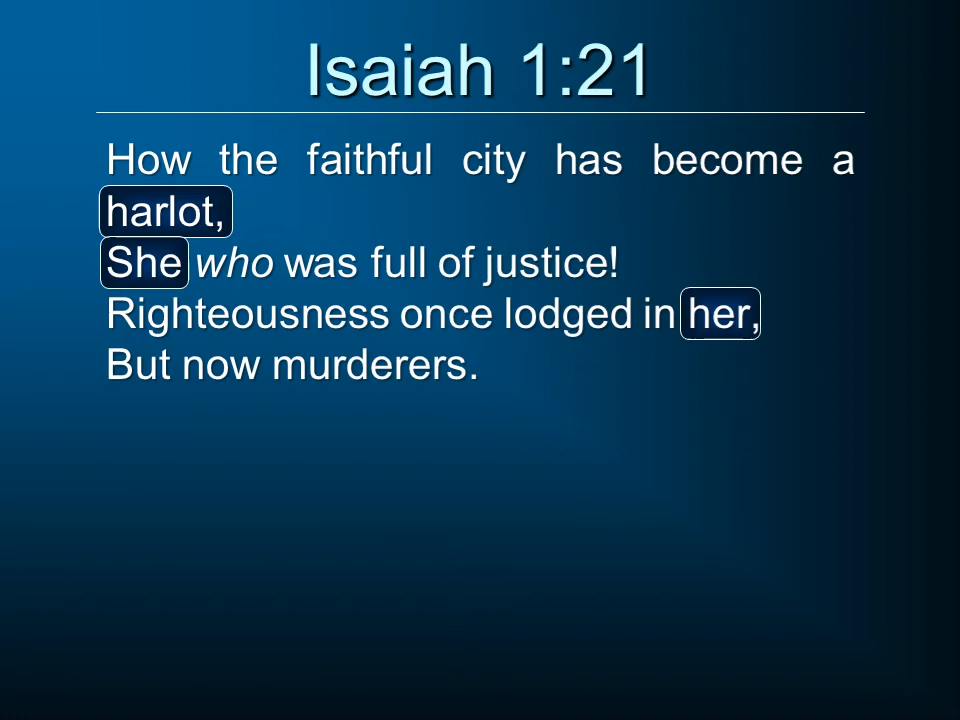 Isaiah 1:21
How the faithful city has become a
harlot,
She who was full of justice!
Righteousness once lodged in her,
But now murderers.